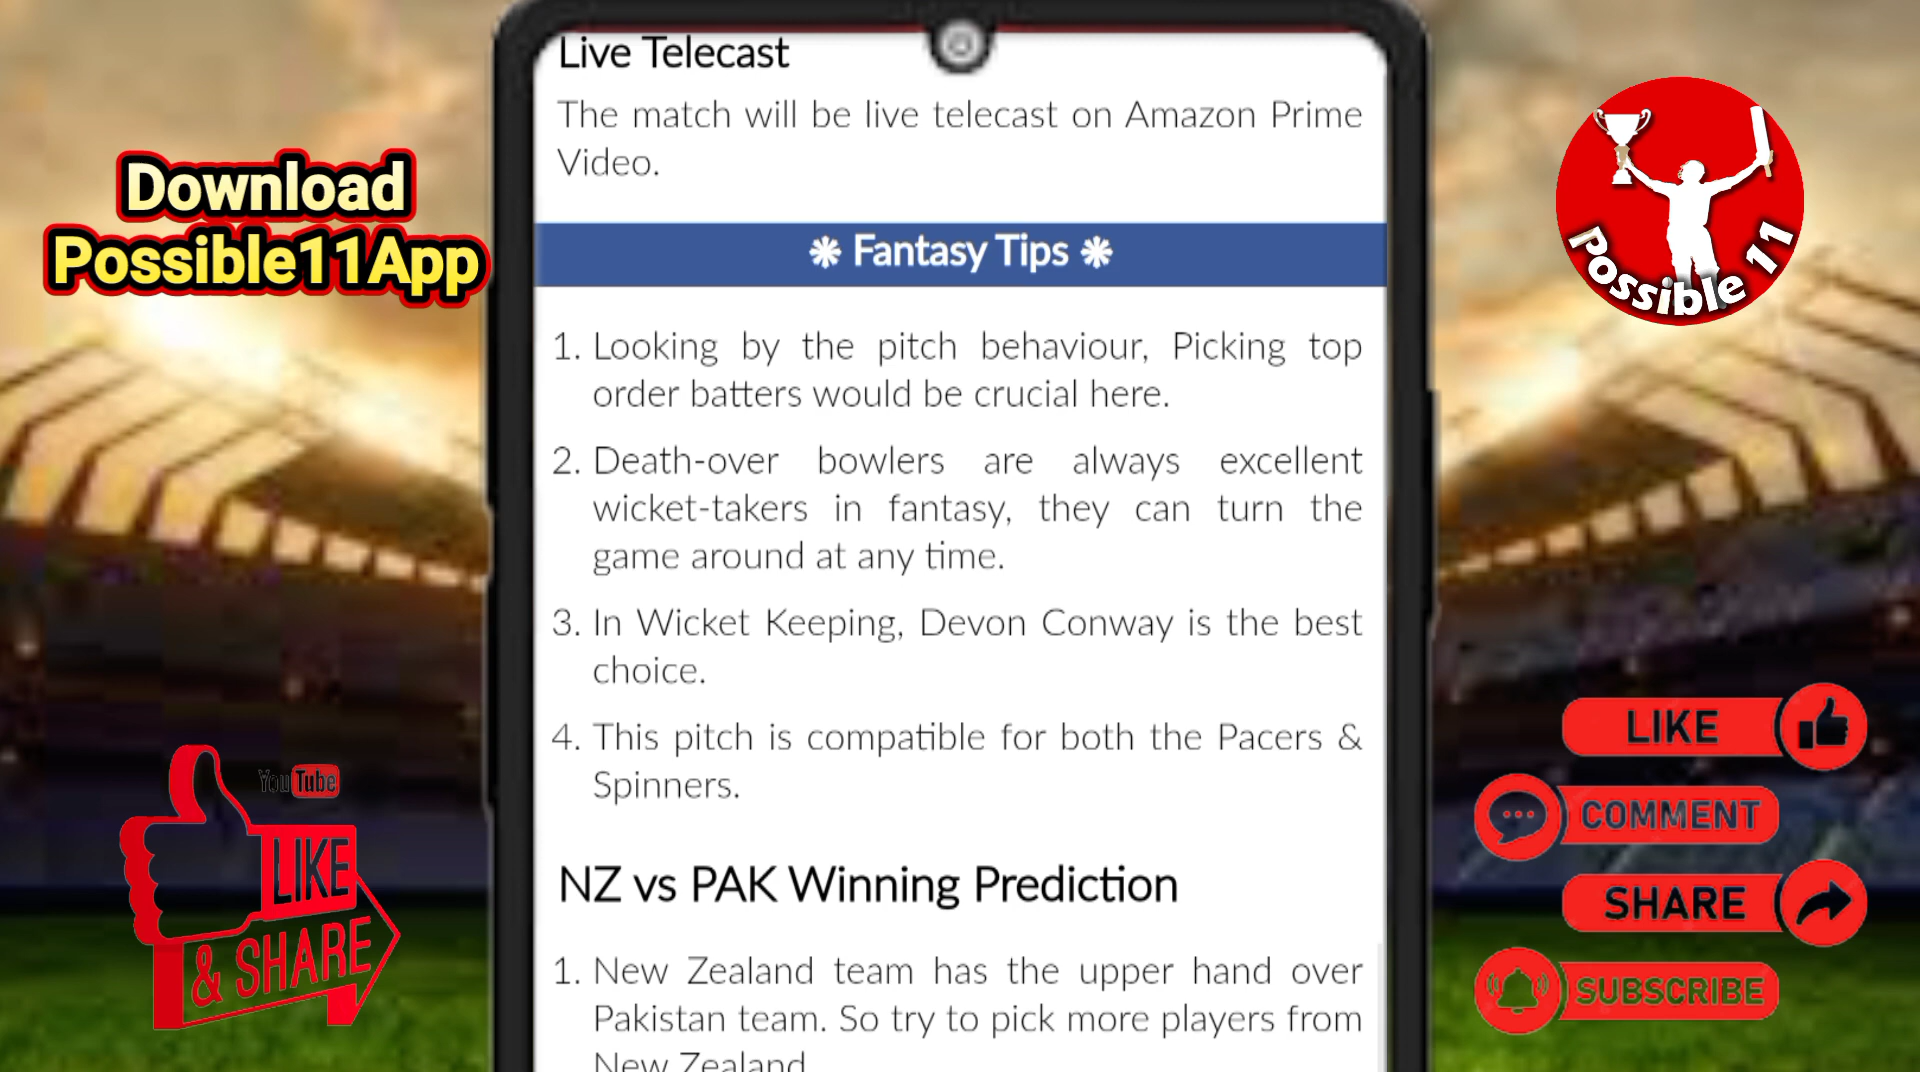 Live Telecast
The match will be live telecast on Amazon Prime
Video.
❋ Fantasy Tips ❋
1. Looking by the pitch behaviour, Picking top
order batters would be crucial here.
2. Death-over bowlers are always excellent
wicket-takers in fantasy, they can turn the
game around at any time.
3. In Wicket Keeping, Devon Conway is the best
choice.
4. This pitch is compatible for both the Pacers &
Spinners.
NZ vs PAK Winning Prediction
1. New Zealand team has the upper hand over
Pakistan team. So try to pick more players from
New Zealand
Download
Possible11App
YouTube
LIKE
& SHARE
Possible 11
LIKE
COMMENT
SHARE
SUBSCRIBE